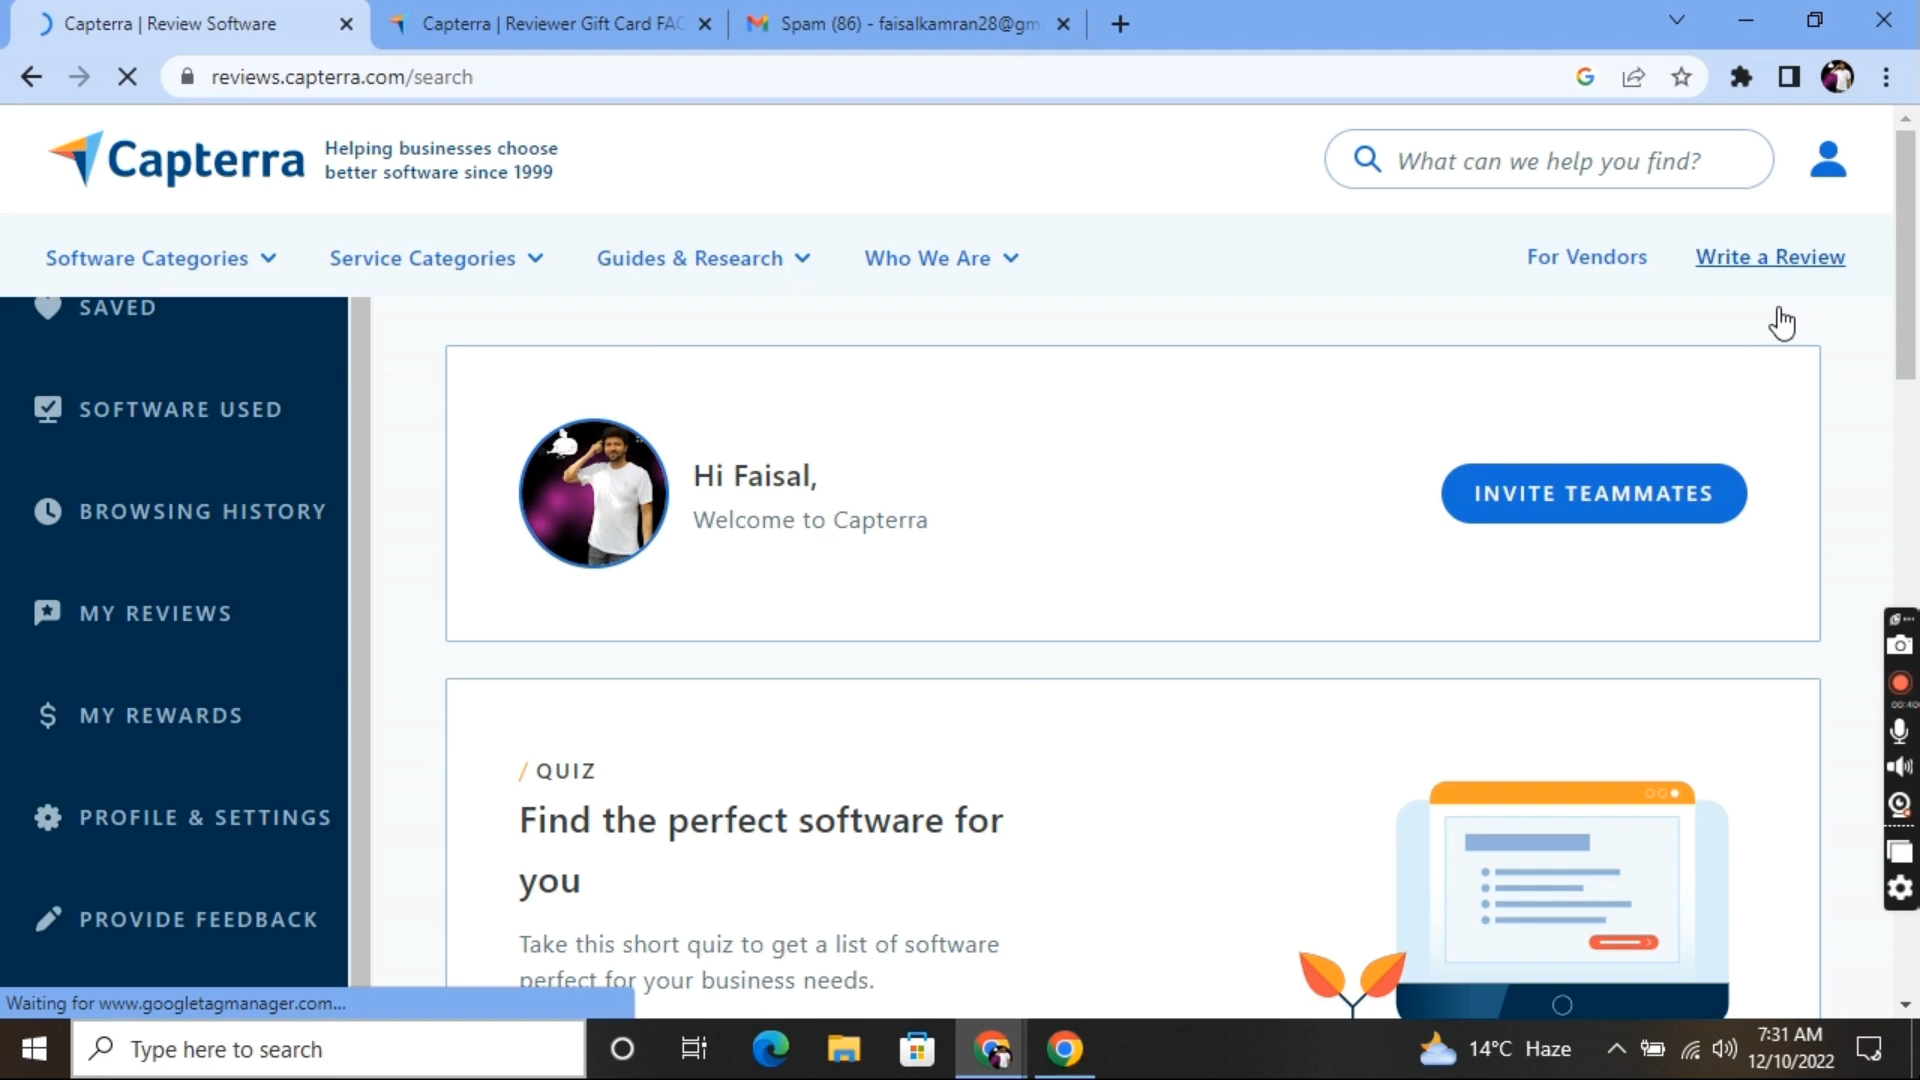 Capterra | Review Software
Capterra | Reviewer Gift Card FAC
Spam (86) - faisalkamran28@gm
reviews.capterra.com/search
Capterra
Helping businesses choose
better software since 1999
What can we help you find?
Software Categories
Service Categories
Guides & Research
Who We Are
For Vendors
Write a Review
SAVED
SOFTWARE USED
BROWSING HISTORY
MY REVIEWS
MY REWARDS
PROFILE & SETTINGS
PROVIDE FEEDBACK
Hi Faisal,
Welcome to Capterra
INVITE TEAMMATES
/ QUIZ
Find the perfect software for
you
Take this short quiz to get a list of software
perfect for your business needs.
Waiting for www.googletagmanager.com...
Type here to search
14°C Haze
7:31 AM
12/10/2022